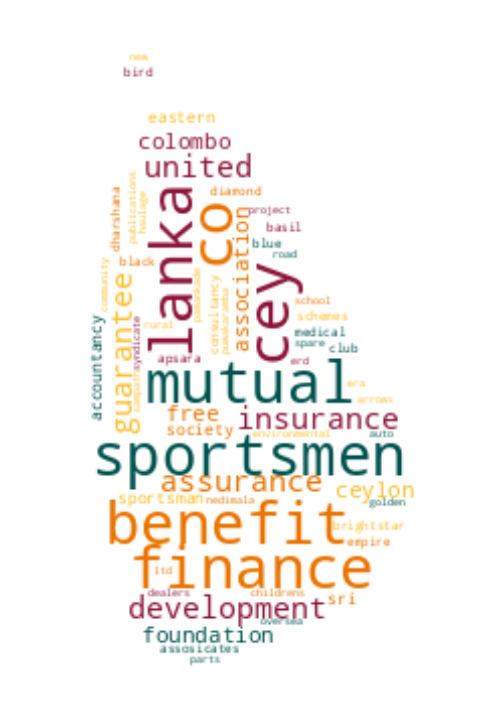 new
bird
eastern
colombo
united
lanka
co
diamond
project
dharshana
publications
haulage
association
basil
blue
road
black
cey
community
guarantee
consultancy
school
schemes
accountancy
syndicate
rural
medical
spare
club
apsara
erd
mutual
era
arrows
free
insurance
society
environmental
auto
sportsmen
assurance
ceylon
sportsman
nedimala
golden
benefit
brightstar
empire
finance
ltd
dealers
childrens
sri
development
oversea
foundation
assosicates
parts